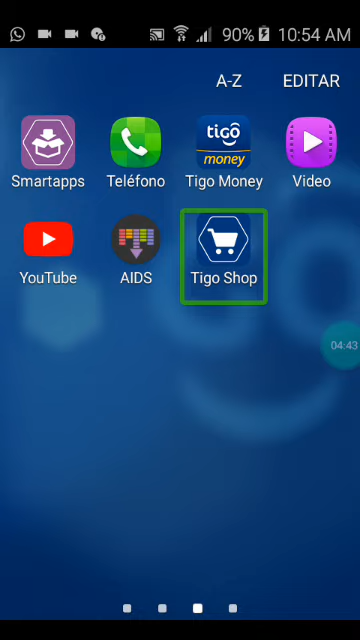 90% 10:54 AM
A-Z EDITAR
tigo
money
Smartapps Teléfono Tigo Money Video
YouTube AIDS Tigo Shop
04:43